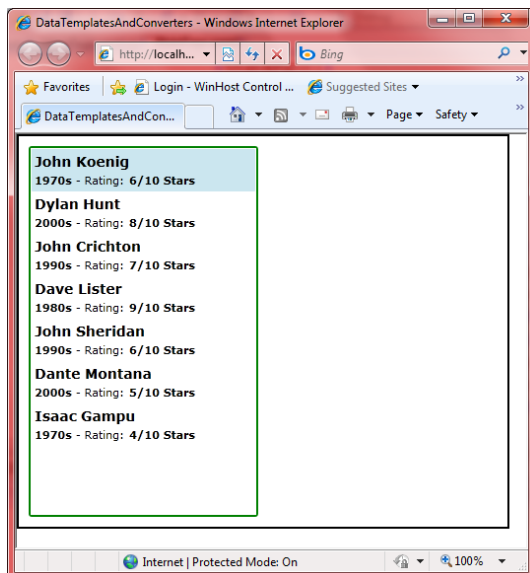 DataTemplatesAndConverters - Windows Internet Explorer
http://localh...
Bing
Favorites
Login - WinHost Control ...
Suggested Sites
DataTemplatesAndCon...
Page
Safety
John Koenig
1970s - Rating: 6/10 Stars
Dylan Hunt
2000s - Rating: 8/10 Stars
John Crichton
1990s - Rating: 7/10 Stars
Dave Lister
1980s - Rating: 9/10 Stars
John Sheridan
1990s - Rating: 6/10 Stars
Dante Montana
2000s - Rating: 5/10 Stars
Isaac Gampu
1970s - Rating: 4/10 Stars
Internet | Protected Mode: On
100%